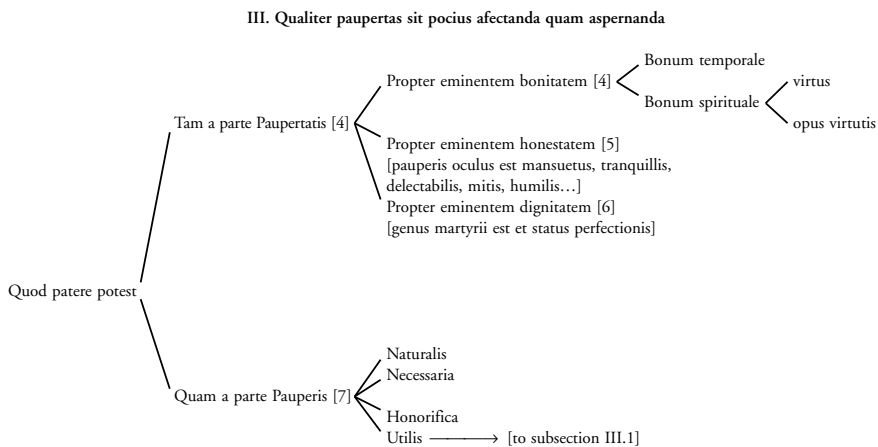 III. Qualiter paupertas sit pocius afectanda quam aspernanda
Bonum temporale
Propter eminentem bonitatem [4]
virtus
Bonum spirituale
Tam a parte Paupertatis [4]
opus virtutis
Propter eminentem honestatem [5]
[pauperis oculus est mansuetus, tranquillis,
delectabilis, mitis, humilis…]
Propter eminentem dignitatem [6]
[genus martyrii est et status perfectionis]
Quod patere potest
Naturalis
Necessaria
Quam a parte Pauperis [7]
Honorifica
Utilis [to subsection III.1]